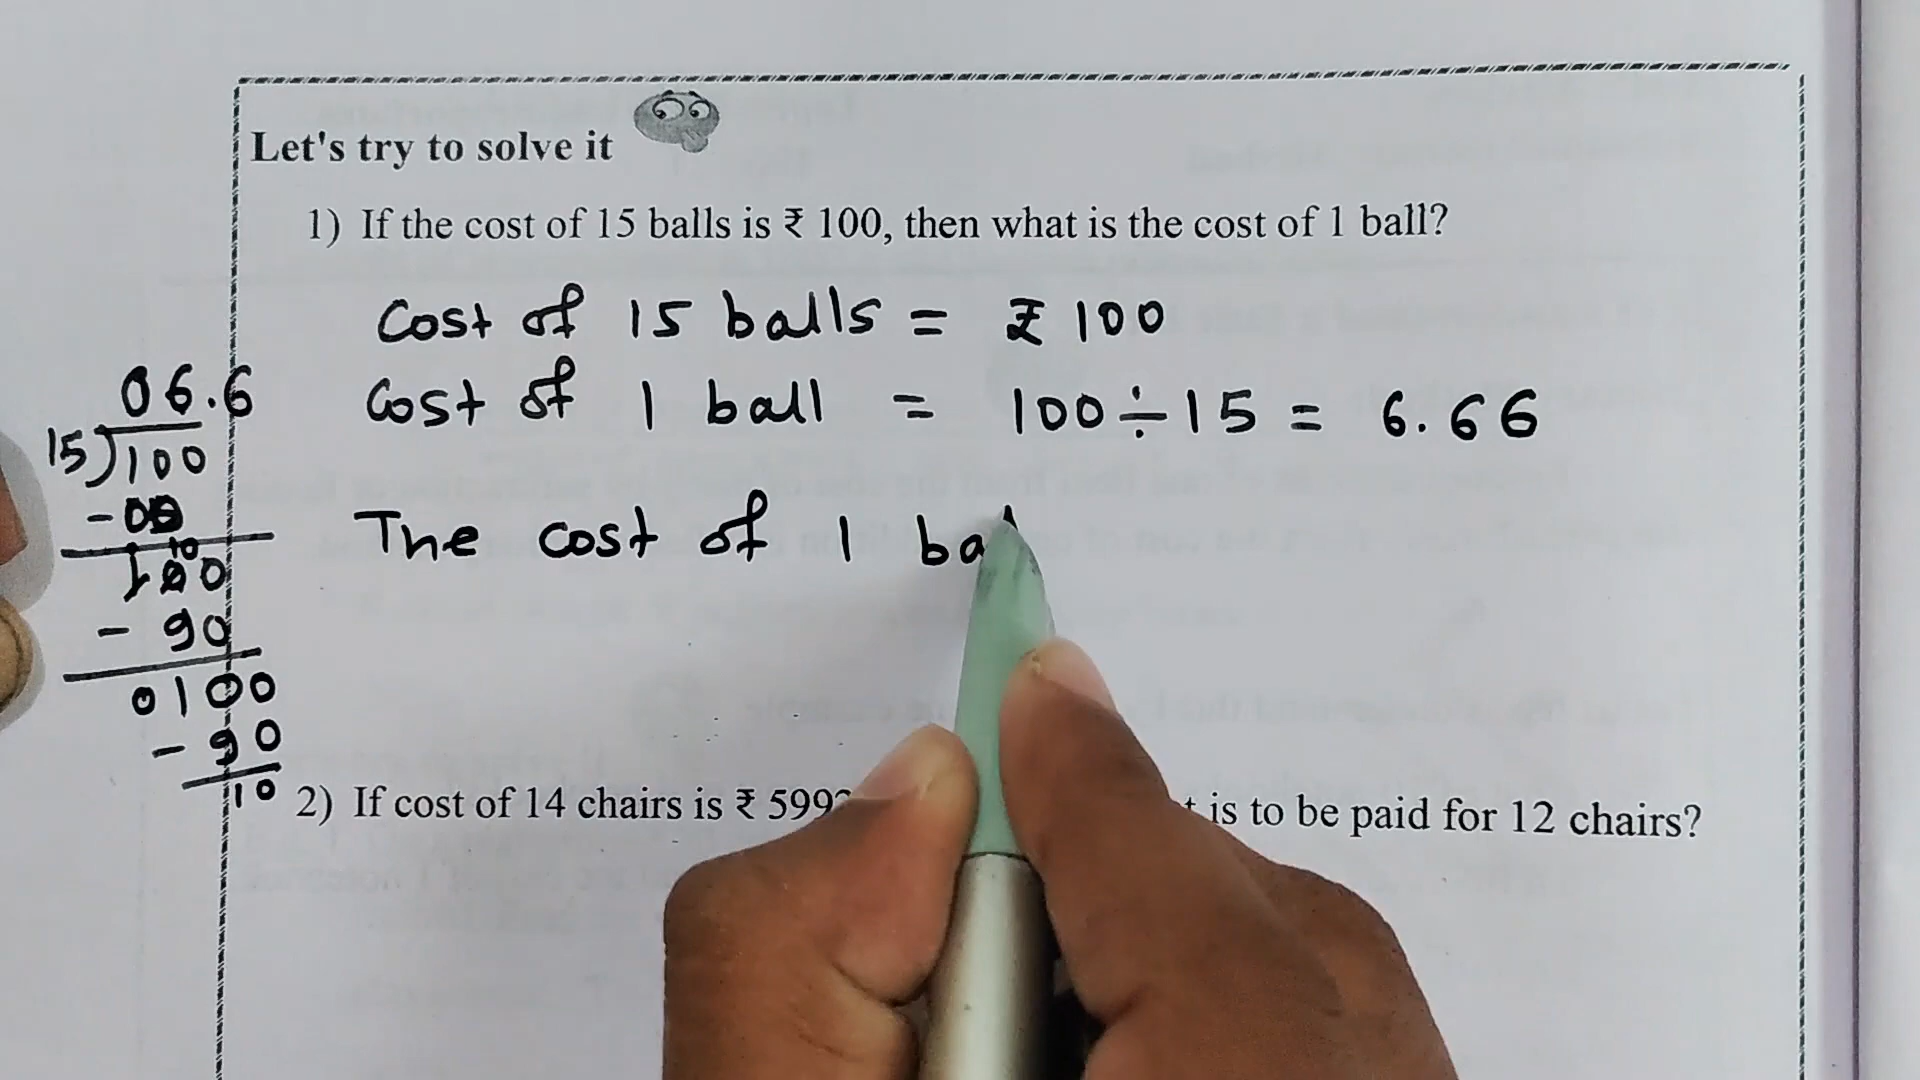 Let's try to solve it
1) If the cost of 15 balls is ₹ 100, then what is the cost of 1 ball?
Cost of 15 balls = ₹ 100
Cost of 1 ball = 100 ÷ 15 = 6.66
The cost of 1 ba
06.6
15)100
- 00
10
100
- 90
0100
- 90
10
2) If cost of 14 chairs is ₹ 599 is to be paid for 12 chairs?